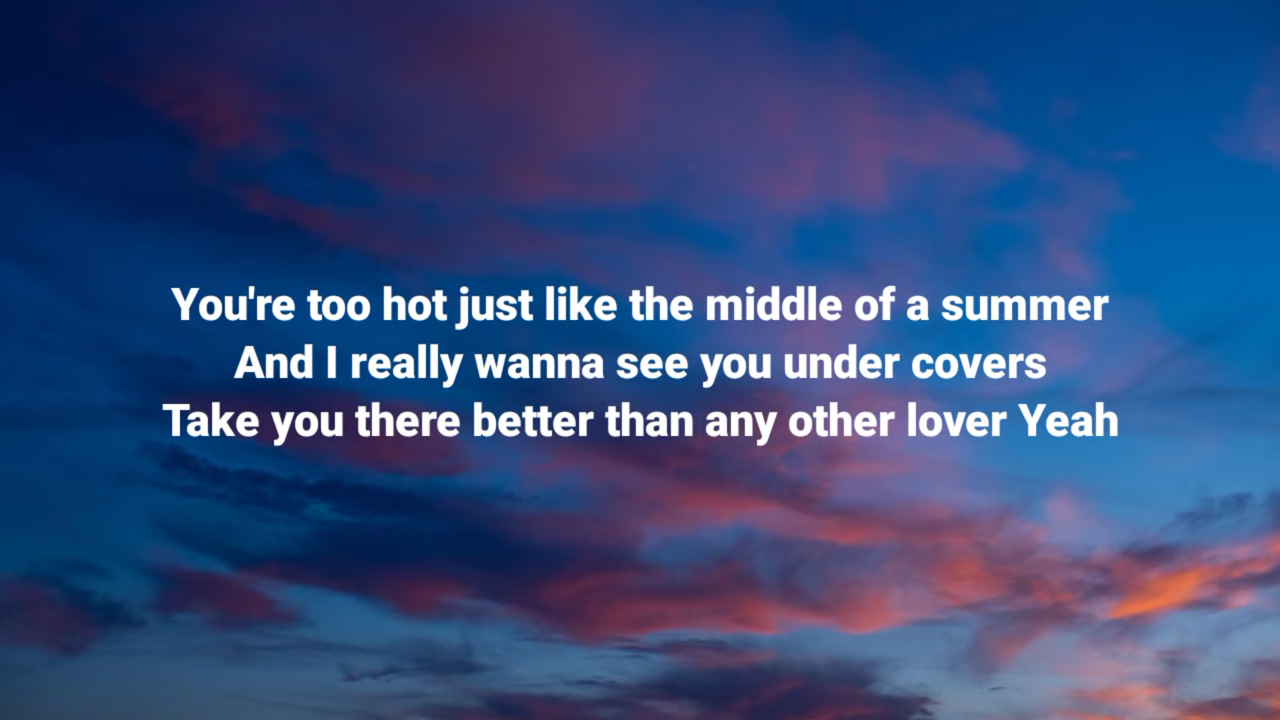 You're too hot just like the middle of a summer
And I really wanna see you under covers
Take you there better than any other lover Yeah